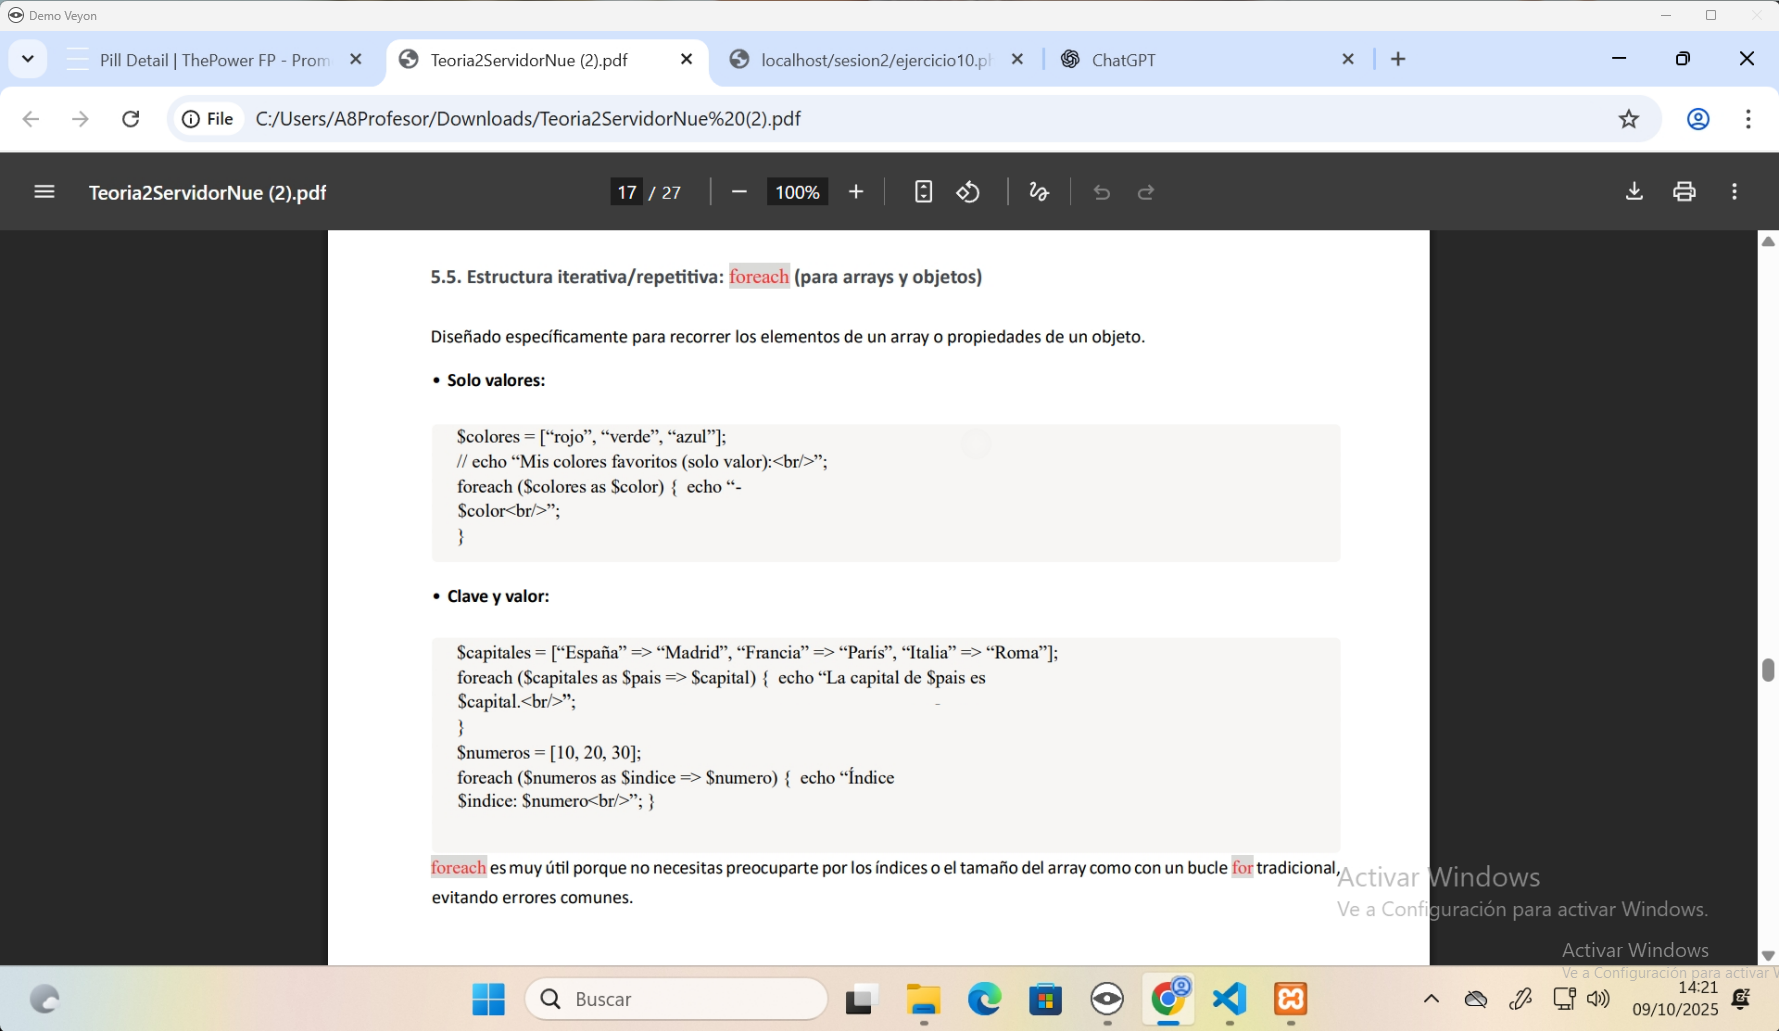 Demo Veyon
Pill Detail | ThePower FP - Prom
Teoria2ServidorNue (2).pdf
localhost/sesion2/ejercicio10.ph
ChatGPT
File
C:/Users/A8Profesor/Downloads/Teoria2ServidorNue%20(2).pdf
Teoria2ServidorNue (2).pdf
17 / 27
100%
5.5. Estructura iterativa/repetitiva: foreach (para arrays y objetos)
Diseñado específicamente para recorrer los elementos de un array o propiedades de un objeto.
• Solo valores:
$colores = [“rojo”, “verde”, “azul”];
// echo “Mis colores favoritos (solo valor):<br/>”;
foreach ($colores as $color) { echo “-
$color<br/>”;
}
• Clave y valor:
$capitales = [“España” => “Madrid”, “Francia” => “París”, “Italia” => “Roma”];
foreach ($capitales as $pais => $capital) { echo “La capital de $pais es
$capital.<br/>”;
}
$numeros = [10, 20, 30];
foreach ($numeros as $indice => $numero) { echo “Índice
$indice: $numero<br/>”; }
foreach es muy útil porque no necesitas preocuparte por los índices o el tamaño del array como con un bucle for tradicional,
evitando errores comunes.
Activar Windows
Ve a Configuración para activar Windows.
Activar Windows
Ve a Configuración para activar W
Buscar
14:21
09/10/2025